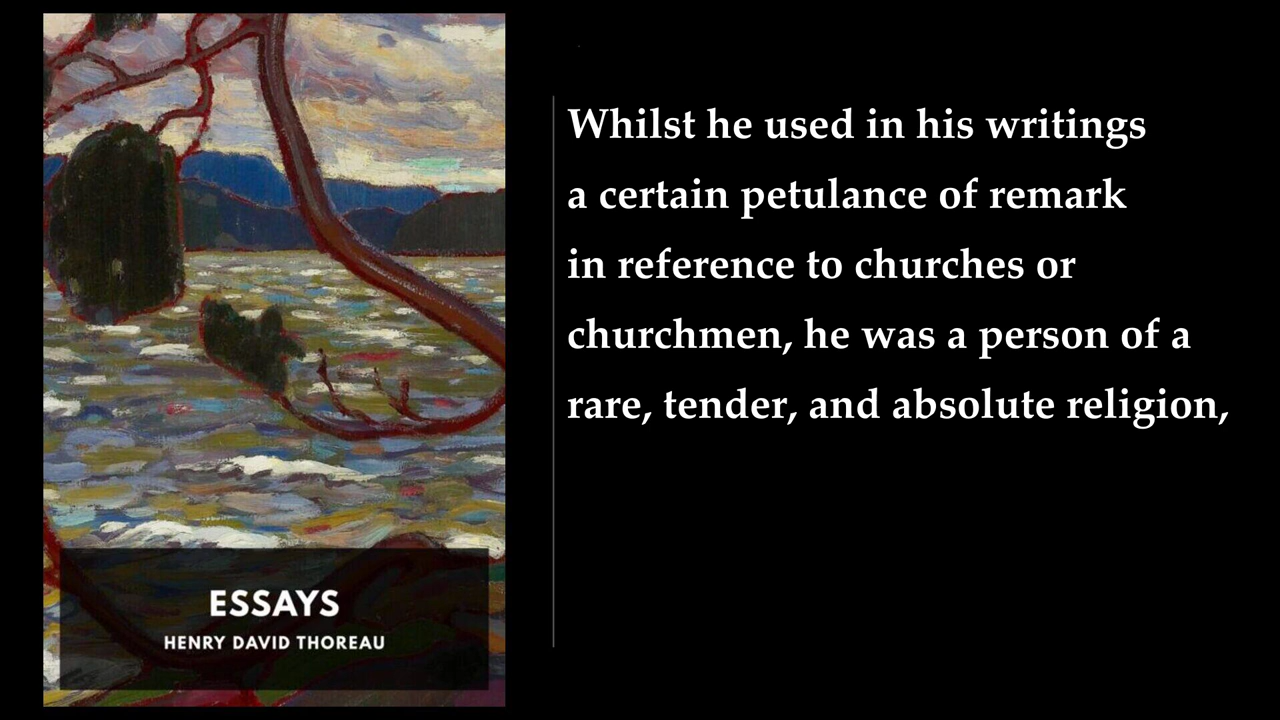 ESSAYS
HENRY DAVID THOREAU
Whilst he used in his writings
a certain petulance of remark
in reference to churches or
churchmen, he was a person of a
rare, tender, and absolute religion,